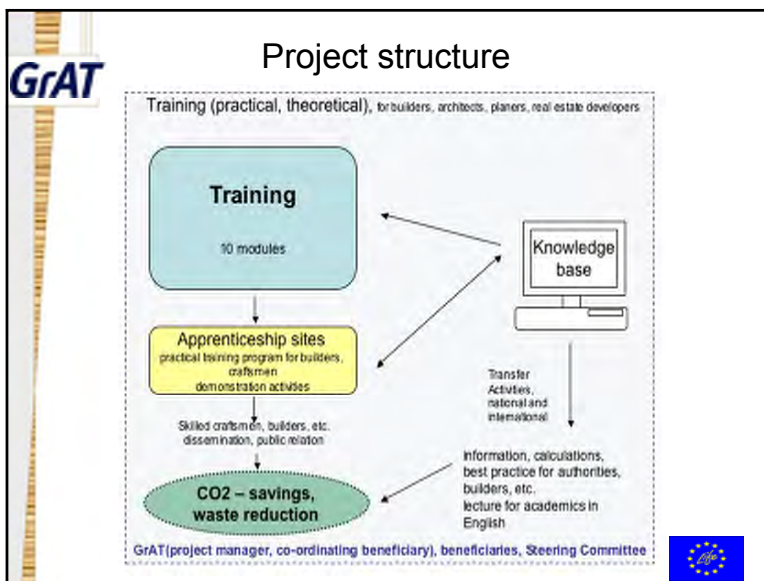 Project structure
GrAT
Training (practical, theoretical), for builders, architects, planers, real estate developers
Training
10 modules
Knowledge
base
Apprenticeship sites
practical training program for builders,
craftsmen
demonstration activities
Transfer
Activities,
national and
international
Skilled craftsmen, builders, etc.
dissemination, public relation
Information, calculations,
best practice for authorities,
builders, etc.
lecture for academics in
English
CO2 – savings,
waste reduction
GrAT(project manager, co-ordinating beneficiary), beneficiaries, Steering Committee
Life